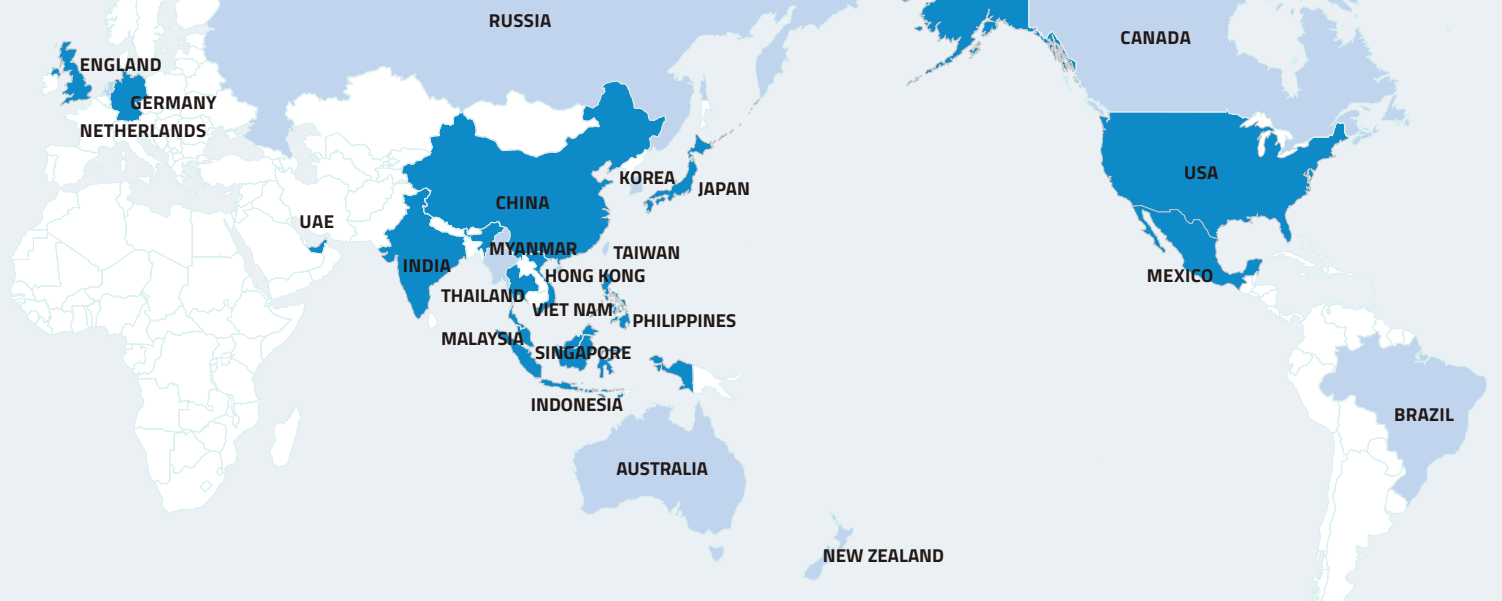 RUSSIA
CANADA
ENGLAND
GERMANY
NETHERLANDS
USA
KOREA
JAPAN
CHINA
UAE
MYANMAR
TAIWAN
INDIA
HONG KONG
MEXICO
THAILAND
VIET NAM
PHILIPPINES
MALAYSIA
SINGAPORE
INDONESIA
BRAZIL
AUSTRALIA
NEW ZEALAND